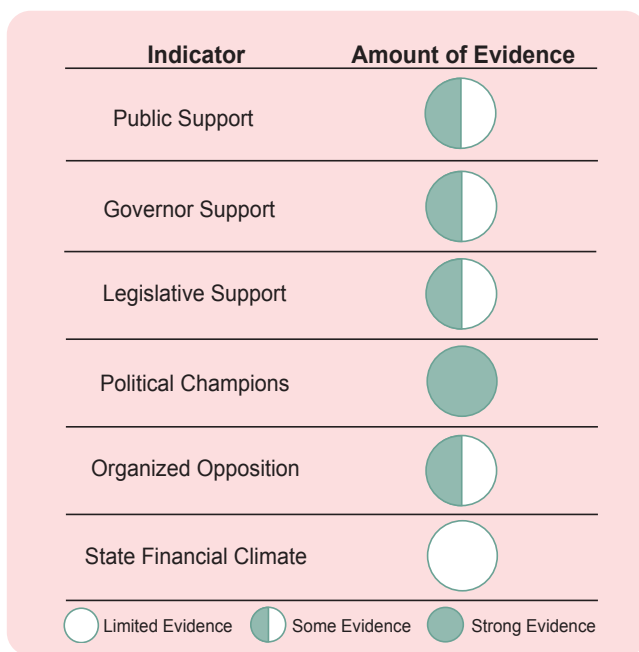 Indicator Amount of Evidence
Public Support
Governor Support
Legislative Support
Political Champions
Organized Opposition
State Financial Climate
Limited Evidence Some Evidence Strong Evidence